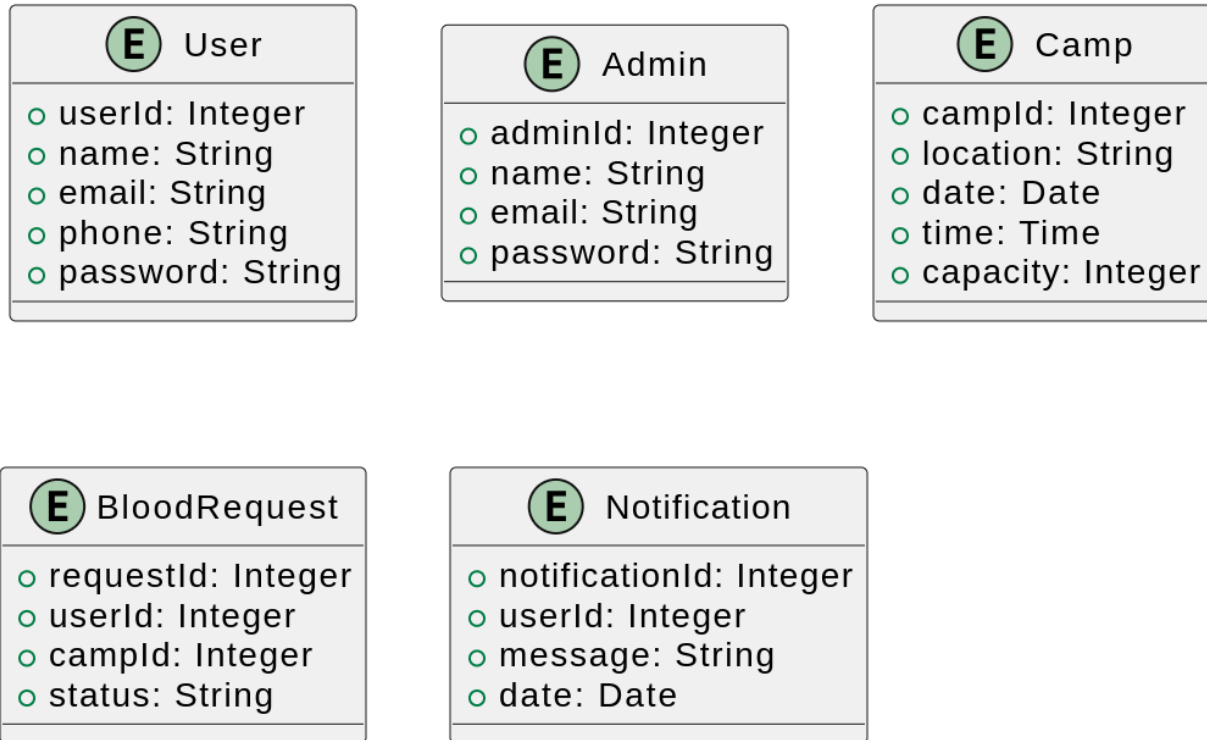 E User
userId: Integer
name: String
email: String
phone: String
password: String
E Admin
adminId: Integer
name: String
email: String
password: String
E Camp
campId: Integer
location: String
date: Date
time: Time
capacity: Integer
E BloodRequest
requestId: Integer
userId: Integer
campId: Integer
status: String
E Notification
notificationId: Integer
userId: Integer
message: String
date: Date